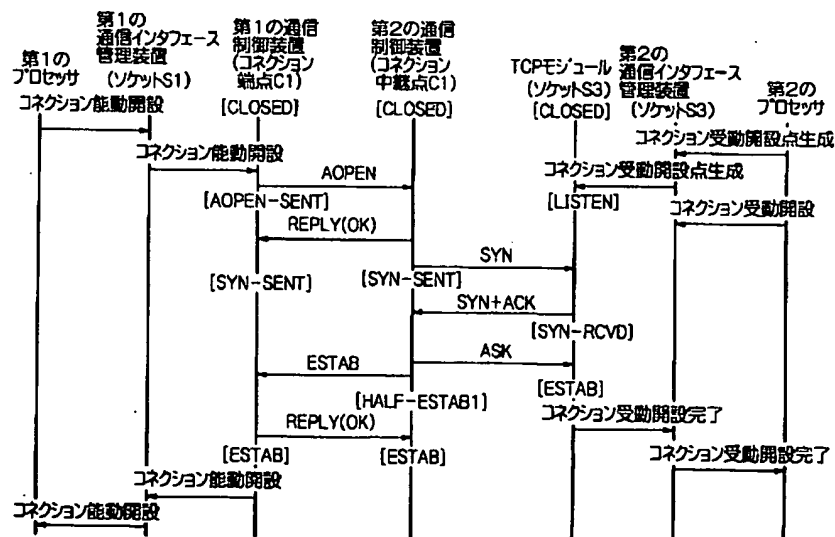 第1の
プロセッサ
第1の
通信インタフェース
管理装置
(ソケットS1)
第1の通信
制御装置
(コネクション
端点C1)
第2の通信
制御装置
(コネクション
中継点C1)
TCPモジュール
(ソケットS3)
第2の
通信インタフェース
管理装置
(ソケットS3)
第2の
プロセッサ
コネクション能動開設
[CLOSED]
[CLOSED]
[CLOSED]
コネクション受動開設点生成
コネクション能動開設
コネクション受動開設点生成
AOPEN
[AOPEN-SENT]
[LISTEN]
コネクション受動開設
REPLY(OK)
SYN
[SYN-SENT]
[SYN-SENT]
SYN+ACK
[SYN-RCVD]
ESTAB
ASK
[ESTAB]
[HALF-ESTAB1]
コネクション受動開設完了
REPLY(OK)
[ESTAB]
[ESTAB]
コネクション受動開設完了
コネクション能動開設
コネクション能動開設